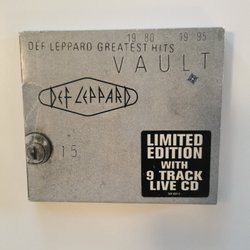 19 80 - 19 95
DEF LEPPARD GREATEST HITS
VAULT
DEF LEPPARD
15
LIMITED
EDITION
WITH
9 TRACK
LIVE CD